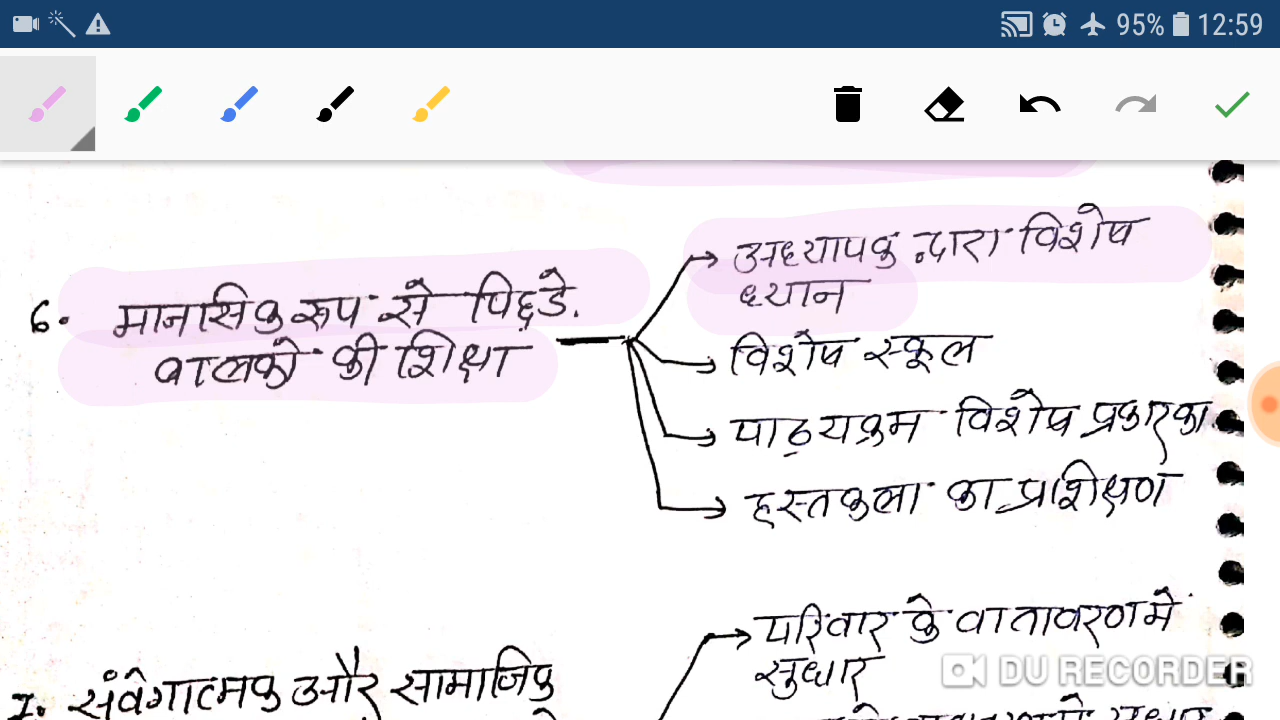 95% 12:59
अध्यापक द्वारा विशेष
ध्यान
6. मानसिक रूप से पिछडे.
बालको की शिक्षा
विशेष स्कूल
पाठ्यक्रम विशेष प्रकार का
हस्तकला का प्रशिक्षण
परिवार के वातावरण मे
सुधार
7. संवेगात्मक और सामाजिक
DU RECORDER